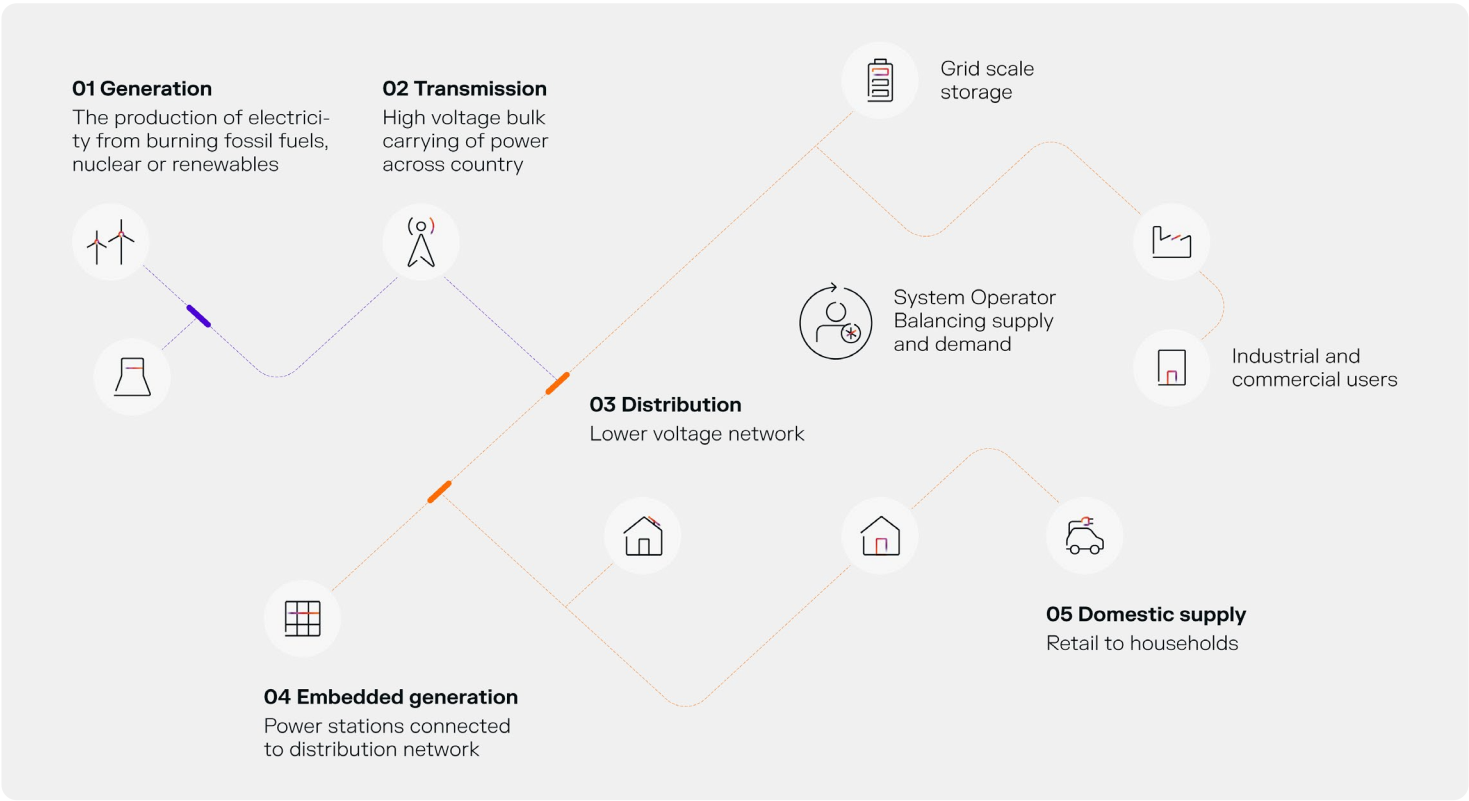 01 Generation
The production of electrici-
ty from burning fossil fuels,
nuclear or renewables
02 Transmission
High voltage bulk
carrying of power
across country
Grid scale
storage
System Operator
Balancing supply
and demand
Industrial and
commercial users
03 Distribution
Lower voltage network
04 Embedded generation
Power stations connected
to distribution network
05 Domestic supply
Retail to households